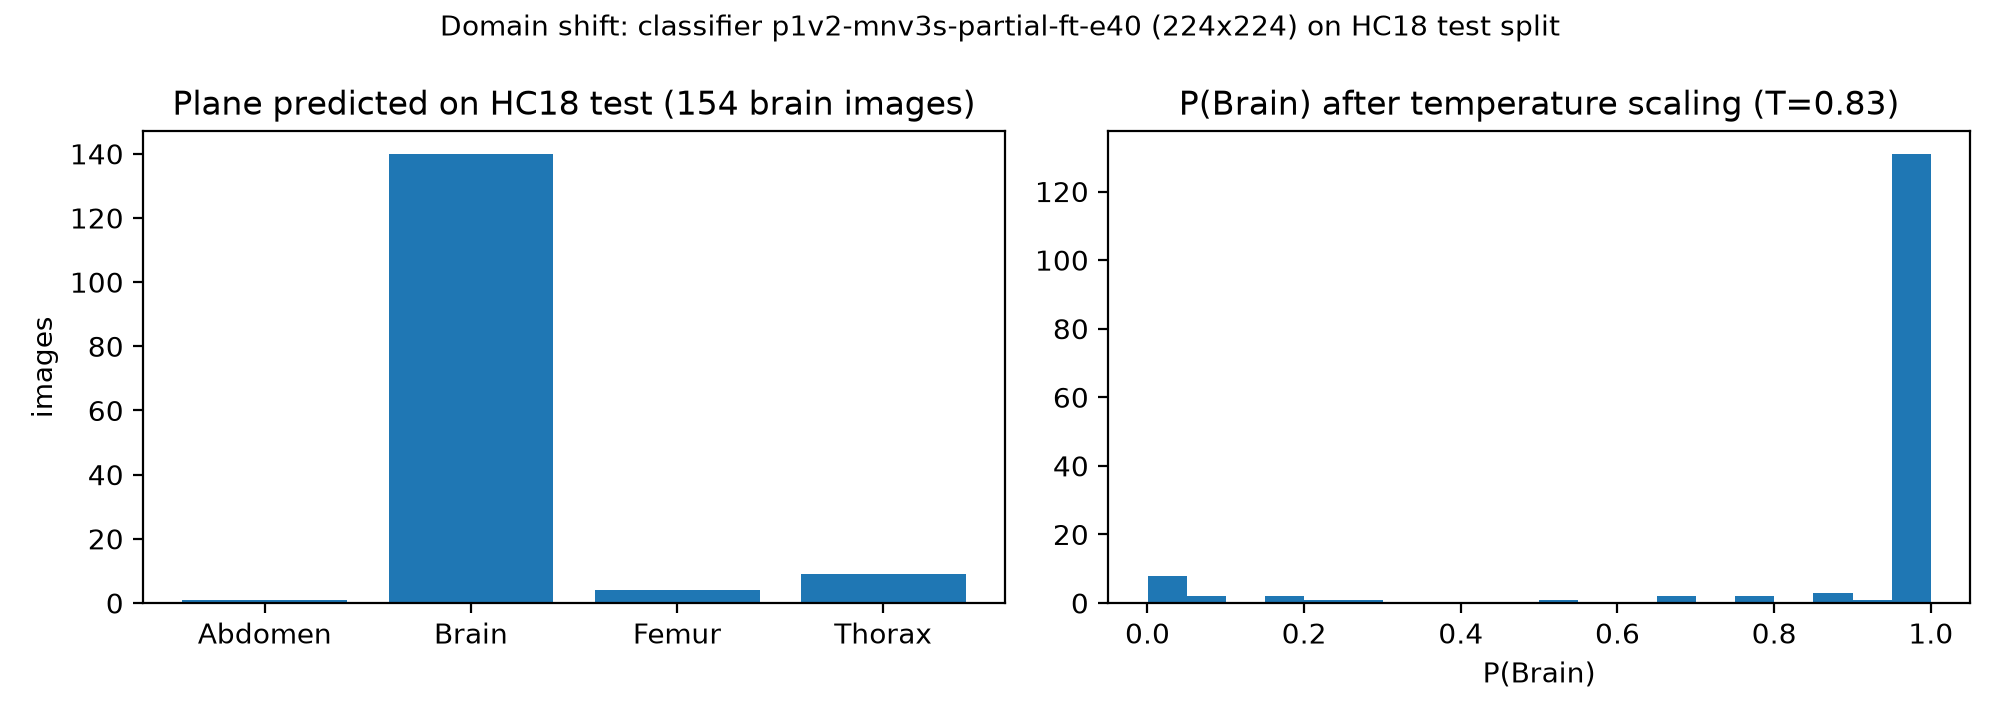 Domain shift: classifier p1v2-mnv3s-partial-ft-e40 (224x224) on HC18 test split
Plane predicted on HC18 test (154 brain images)
140
120
100
80
60
40
20
0
images
Abdomen Brain Femur Thorax
P(Brain) after temperature scaling (T=0.83)
120
100
80
60
40
20
0
0.0 0.2 0.4 0.6 0.8 1.0
P(Brain)